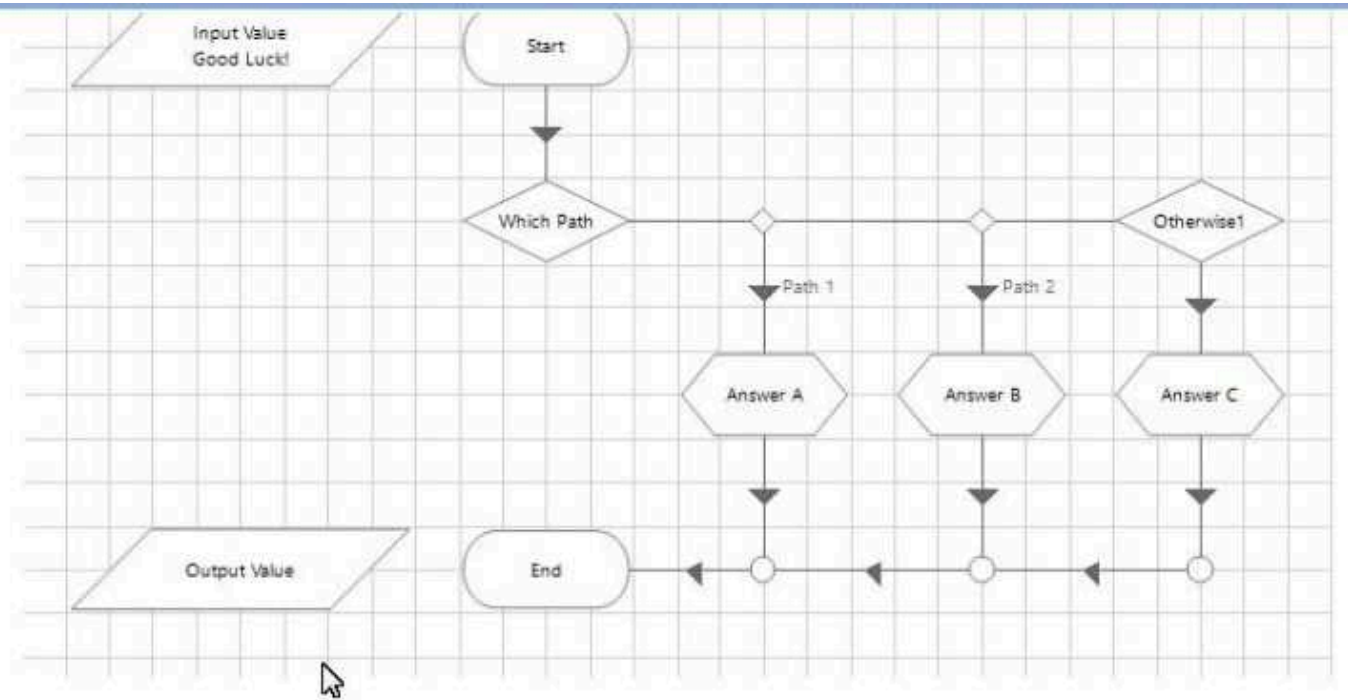 Input Value
Good Luck!
Start
Which Path
Otherwise1
Path 1
Path 2
Answer A
Answer B
Answer C
Output Value
End